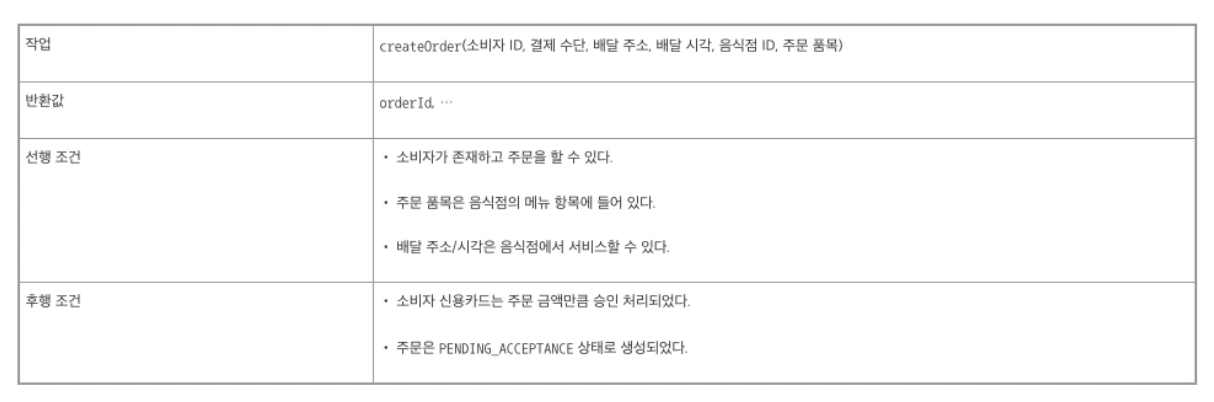 작업
createOrder(소비자 ID, 결제 수단, 배달 주소, 배달 시각, 음식점 ID, 주문 품목)
반환값
orderId, …
선행 조건
• 소비자가 존재하고 주문을 할 수 있다.
• 주문 품목은 음식점의 메뉴 항목에 들어 있다.
• 배달 주소/시각은 음식점에서 서비스할 수 있다.
후행 조건
• 소비자 신용카드는 주문 금액만큼 승인 처리되었다.
• 주문은 PENDING_ACCEPTANCE 상태로 생성되었다.